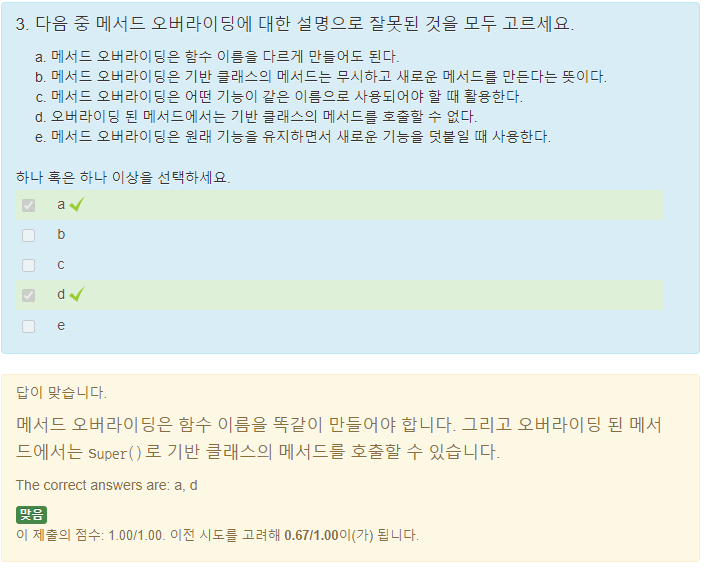 3. 다음 중 메서드 오버라이딩에 대한 설명으로 잘못된 것을 모두 고르세요.
a. 메서드 오버라이딩은 함수 이름을 다르게 만들어도 된다.
b. 메서드 오버라이딩은 기반 클래스의 메서드는 무시하고 새로운 메서드를 만든다는 뜻이다.
c. 메서드 오버라이딩은 어떤 기능이 같은 이름으로 사용되어야 할 때 활용한다.
d. 오버라이딩 된 메서드에서는 기반 클래스의 메서드를 호출할 수 없다.
e. 메서드 오버라이딩은 원래 기능을 유지하면서 새로운 기능을 덧붙일 때 사용한다.
하나 혹은 하나 이상을 선택하세요.
a
b
c
d
e
답이 맞습니다.
메서드 오버라이딩은 함수 이름을 똑같이 만들어야 합니다. 그리고 오버라이딩 된 메서
드에서는 Super()로 기반 클래스의 메서드를 호출할 수 있습니다.
The correct answers are: a, d
맞음
이 제출의 점수: 1.00/1.00. 이전 시도를 고려해 0.67/1.00이(가) 됩니다.